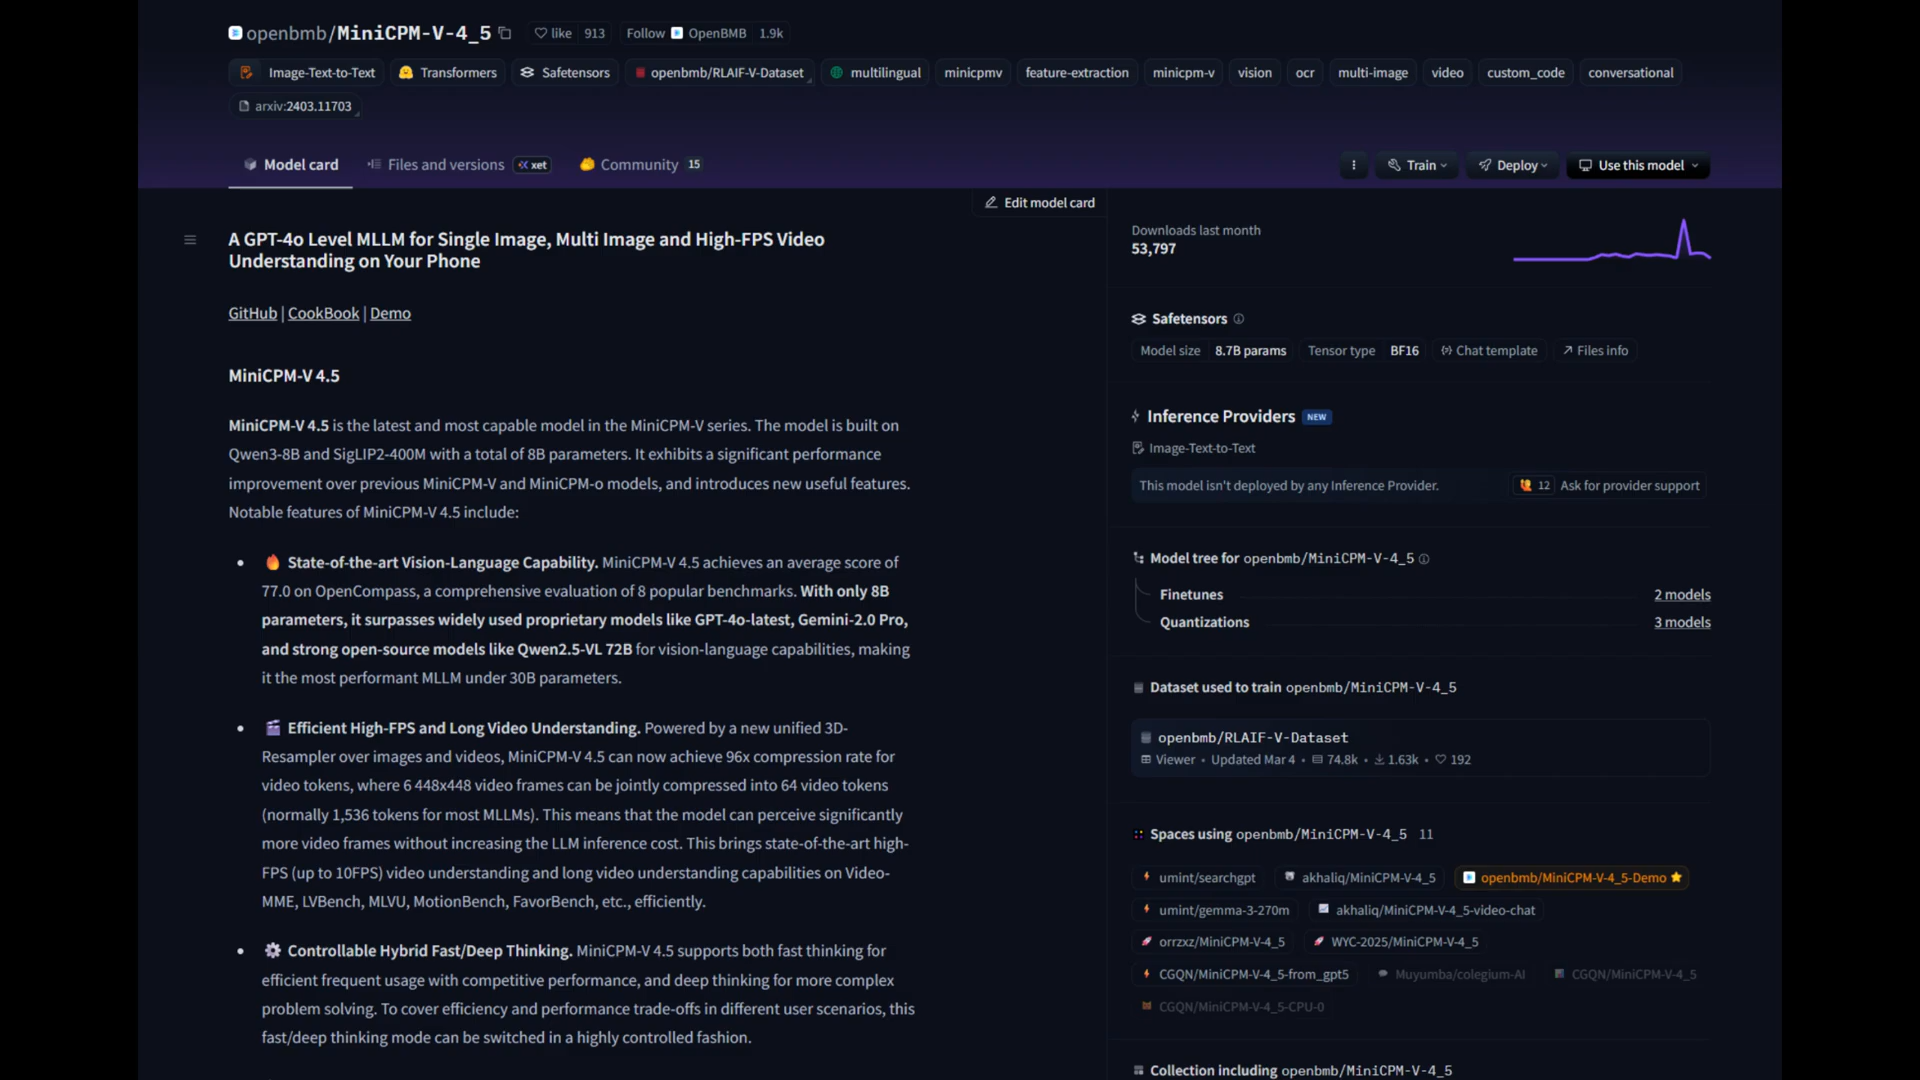 openbmb/MiniCPM-V-4_5 like 913 Follow OpenBMB 1.9k
Image-Text-to-Text Transformers Safetensors openbmb/RLAIF-V-Dataset multilingual minicpmv feature-extraction minicpm-v vision ocr multi-image video custom_code conversational
arxiv:2403.11703
Model card Files and versions xet Community 15 Train Deploy Use this model
Edit model card
A GPT-4o Level MLLM for Single Image, Multi Image and High-FPS Video
Understanding on Your Phone
GitHub | CookBook | Demo
MiniCPM-V 4.5
MiniCPM-V 4.5 is the latest and most capable model in the MiniCPM-V series. The model is built on
Qwen3-8B and SigLIP2-400M with a total of 8B parameters. It exhibits a significant performance
improvement over previous MiniCPM-V and MiniCPM-o models, and introduces new useful features.
Notable features of MiniCPM-V 4.5 include:
• 🔥 State-of-the-art Vision-Language Capability. MiniCPM-V 4.5 achieves an average score of
77.0 on OpenCompass, a comprehensive evaluation of 8 popular benchmarks. With only 8B
parameters, it surpasses widely used proprietary models like GPT-4o-latest, Gemini-2.0 Pro,
and strong open-source models like Qwen2.5-VL 72B for vision-language capabilities, making
it the most performant MLLM under 30B parameters.
• 🎬 Efficient High-FPS and Long Video Understanding. Powered by a new unified 3D-
Resampler over images and videos, MiniCPM-V 4.5 can now achieve 96x compression rate for
video tokens, where 6 448x448 video frames can be jointly compressed into 64 video tokens
(normally 1,536 tokens for most MLLMs). This means that the model can perceive significantly
more video frames without increasing the LLM inference cost. This brings state-of-the-art high-
FPS (up to 10FPS) video understanding and long video understanding capabilities on Video-
MME, LVBench, MLVU, MotionBench, FavorBench, etc., efficiently.
• ⚙️ Controllable Hybrid Fast/Deep Thinking. MiniCPM-V 4.5 supports both fast thinking for
efficient frequent usage with competitive performance, and deep thinking for more complex
problem solving. To cover efficiency and performance trade-offs in different user scenarios, this
fast/deep thinking mode can be switched in a highly controlled fashion.
Downloads last month
53,797
Safetensors
Model size 8.7B params Tensor type BF16 Chat template Files info
Inference Providers NEW
Image-Text-to-Text
This model isn't deployed by any Inference Provider. 12 Ask for provider support
Model tree for openbmb/MiniCPM-V-4_5
Finetunes 2 models
Quantizations 3 models
Dataset used to train openbmb/MiniCPM-V-4_5
openbmb/RLAIF-V-Dataset
Viewer • Updated Mar 4 • 74.8k • 1.63k • 192
Spaces using openbmb/MiniCPM-V-4_5 11
umint/searchgpt akhaliq/MiniCPM-V-4_5 openbmb/MiniCPM-V-4_5-Demo
umint/gemma-3-270m akhaliq/MiniCPM-V-4_5-video-chat
orrzxz/MiniCPM-V-4_5 WYC-2025/MiniCPM-V-4_5
CGQN/MiniCPM-V-4_5-from_gpt5 Muyumba/colegium-AI CGQN/MiniCPM-V-4_5
CGQN/MiniCPM-V-4_5-CPU-0
Collection including openbmb/MiniCPM-V-4_5